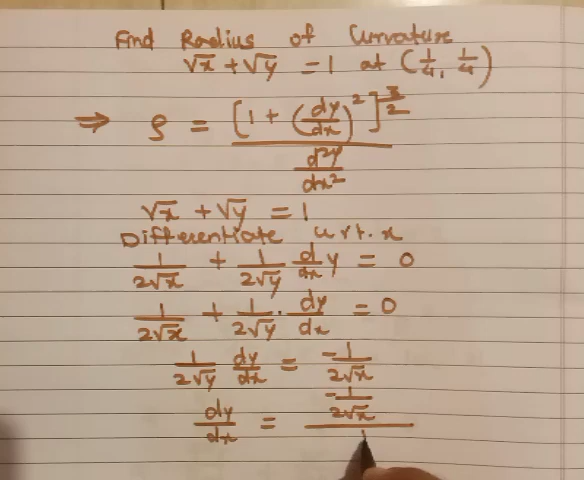 Find Radius of Curvature
√x + √y = 1 at (1/4, 1/4)
⇒ ρ = [1 + (dy/dx)²]^(3/2) / (d²y/dx²)
√x + √y = 1
Differentiate w.r.t. x
1/(2√x) + 1/(2√y) d/dx y = 0
1/(2√x) + 1/(2√y) · dy/dx = 0
1/(2√y) dy/dx = -1/(2√x)
dy/dx = (-1/(2√x)) / 1